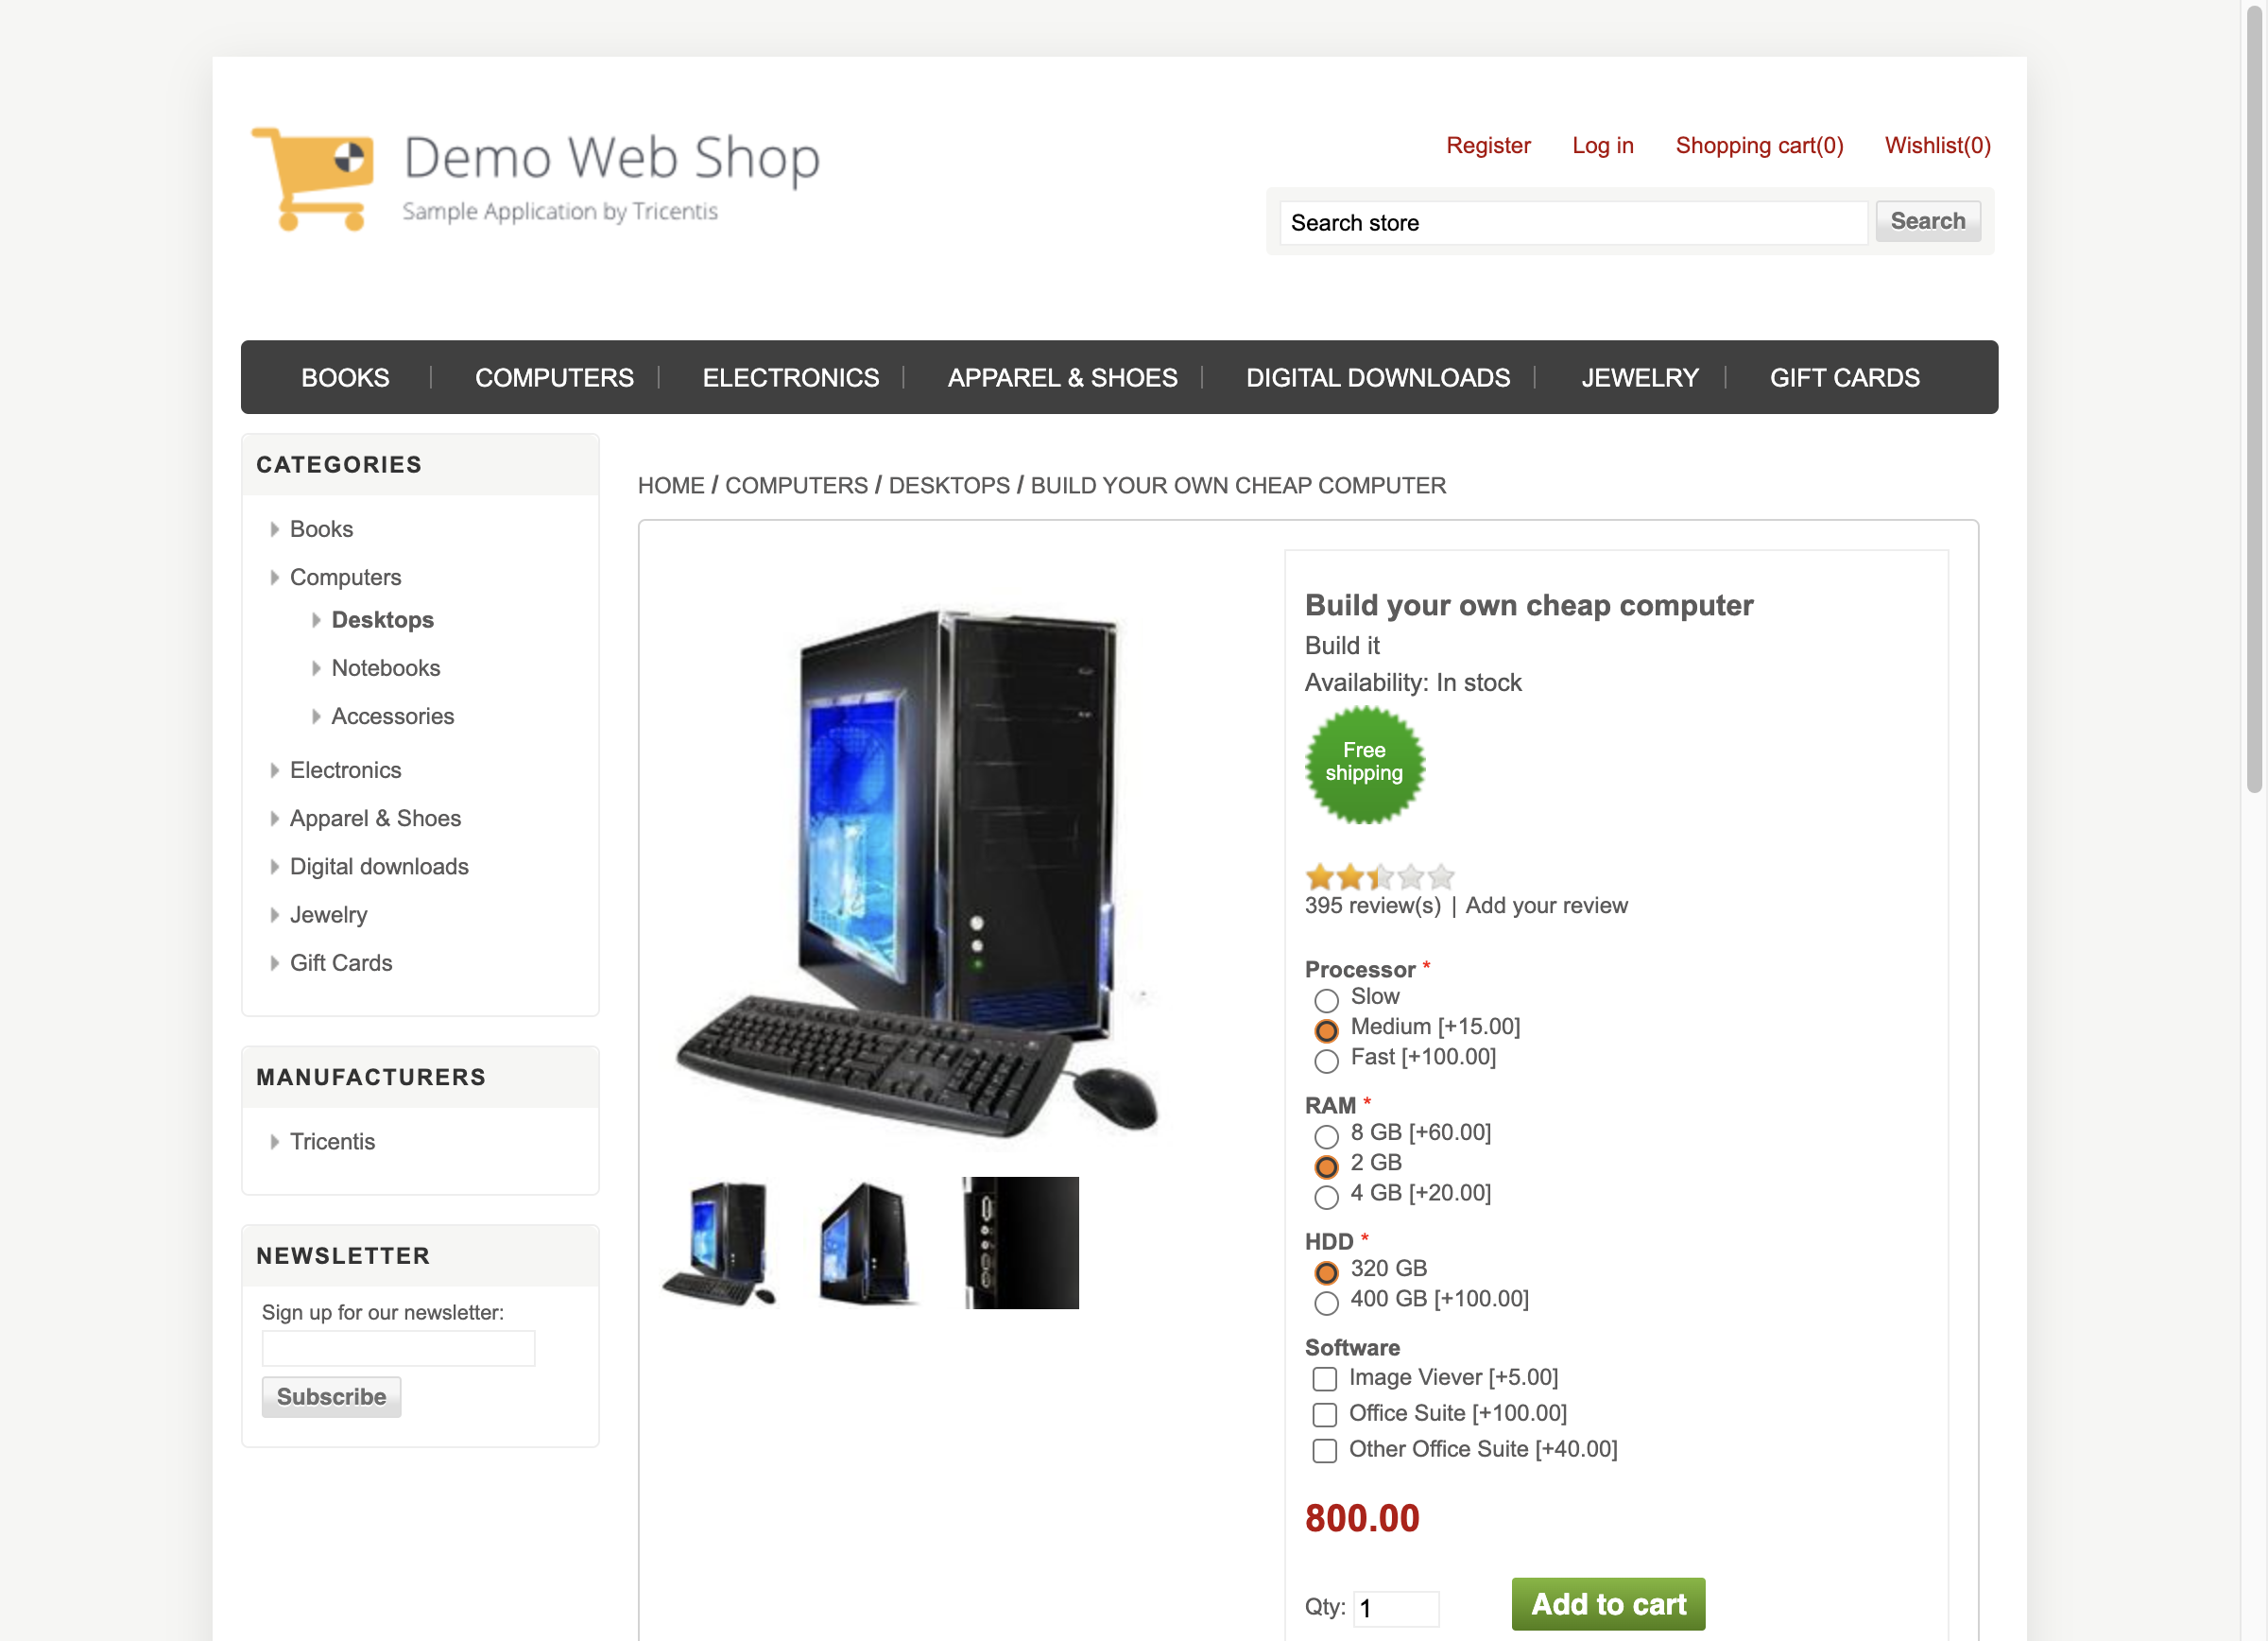 Demo Web Shop
Sample Application by Tricentis
Register Log in Shopping cart(0) Wishlist(0)
Search store Search
BOOKS COMPUTERS ELECTRONICS APPAREL & SHOES DIGITAL DOWNLOADS JEWELRY GIFT CARDS
CATEGORIES
Books
Computers
Desktops
Notebooks
Accessories
Electronics
Apparel & Shoes
Digital downloads
Jewelry
Gift Cards
MANUFACTURERS
Tricentis
NEWSLETTER
Sign up for our newsletter:
Subscribe
HOME / COMPUTERS / DESKTOPS / BUILD YOUR OWN CHEAP COMPUTER
Build your own cheap computer
Build it
Availability: In stock
Free
shipping
395 review(s) | Add your review
Processor *
Slow
Medium [+15.00]
Fast [+100.00]
RAM *
8 GB [+60.00]
2 GB
4 GB [+20.00]
HDD *
320 GB
400 GB [+100.00]
Software
Image Viever [+5.00]
Office Suite [+100.00]
Other Office Suite [+40.00]
800.00
Qty: 1 Add to cart